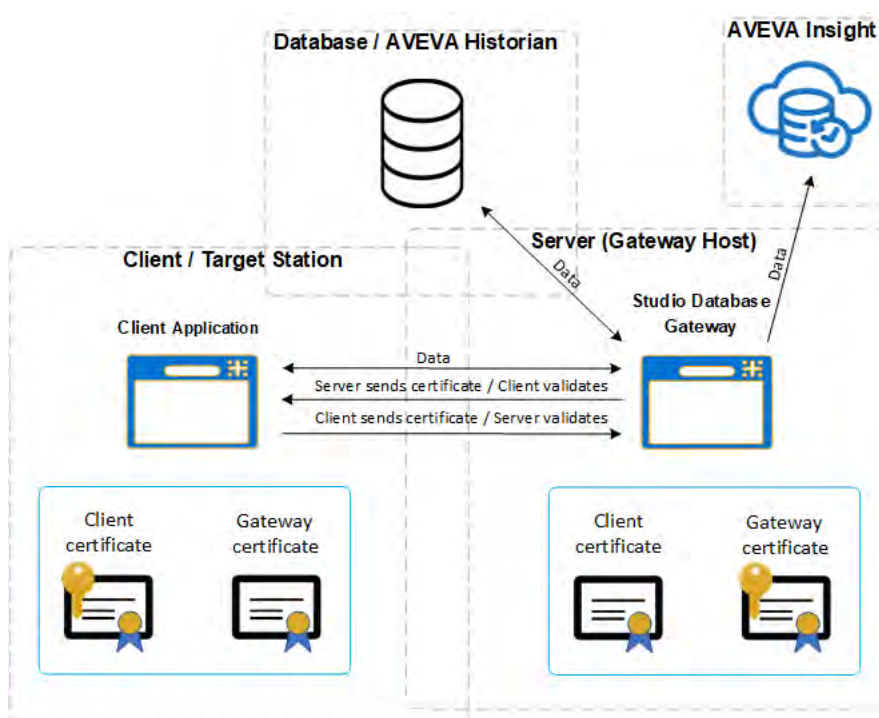 Database / AVEVA Historian
AVEVA Insight
Server (Gateway Host)
Client / Target Station
Data
Data
Studio Database
Gateway
Client Application
Data
Server sends certificate / Client validates
Client sends certificate / Server validates
Client
certificate
Gateway
certificate
Client
certificate
Gateway
certificate